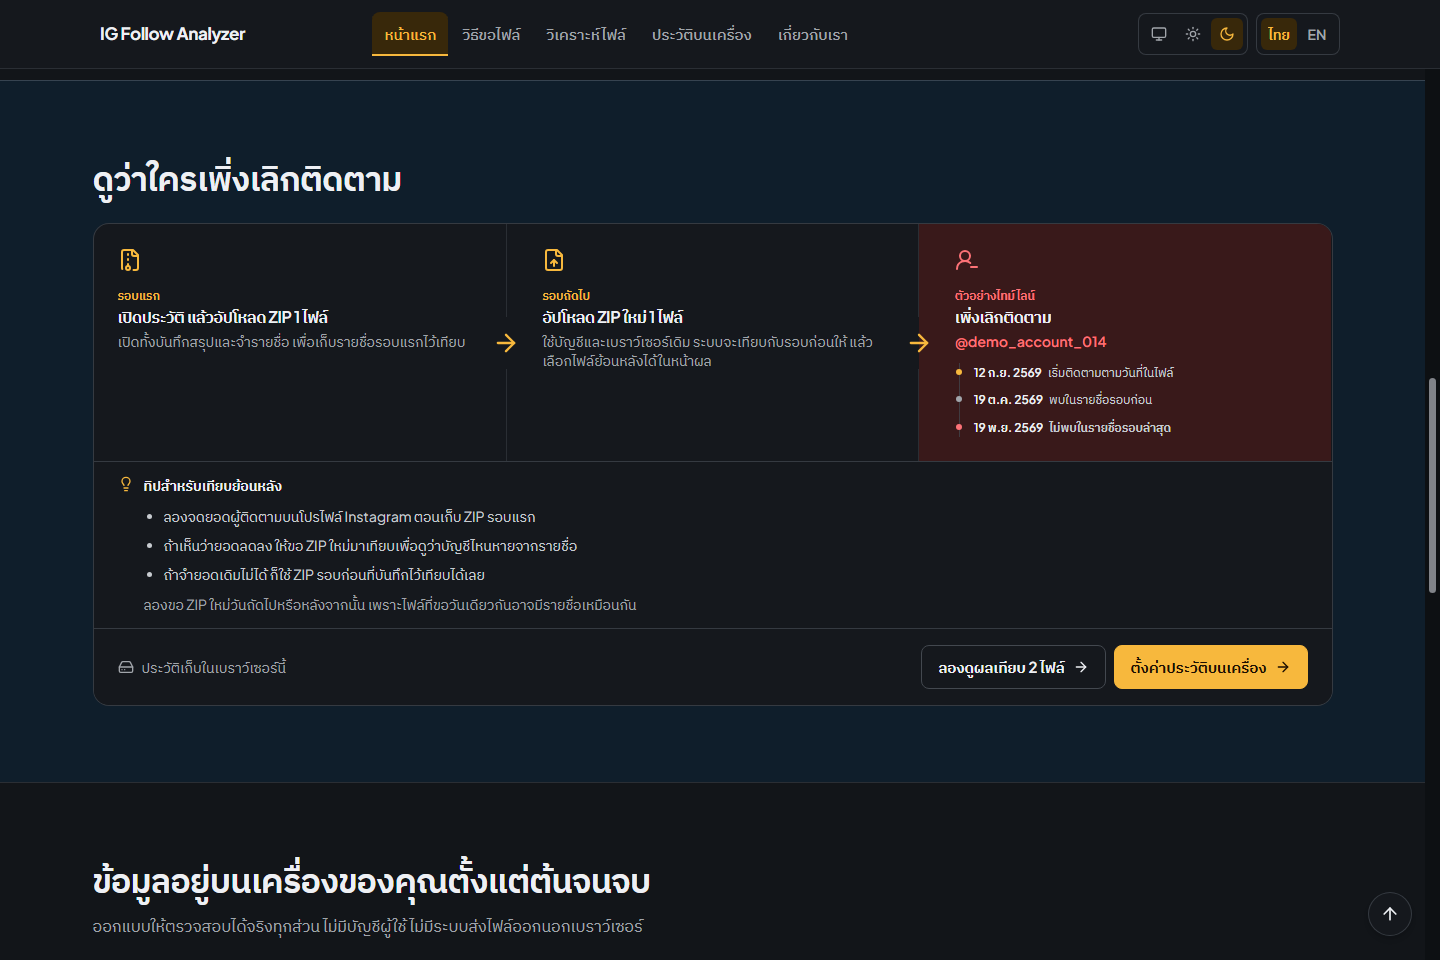 IG Follow Analyzer
หน้าแรก
วิธีขอไฟล์
วิเคราะห์ไฟล์
ประวัติบนเครื่อง
เกี่ยวกับเรา
ไทย
EN
ดูว่าใครเพิ่งเลิกติดตาม
รอบแรก
เปิดประวัติ แล้วอัปโหลด ZIP 1 ไฟล์
เปิดทั้งบันทึกสรุปและจำรายชื่อ เพื่อเก็บรายชื่อรอบแรกไว้เทียบ
รอบถัดไป
อัปโหลด ZIP ใหม่ 1 ไฟล์
ใช้บัญชีและเบราว์เซอร์เดิม ระบบจะเทียบกับรอบก่อนให้ แล้ว
เลือกไฟล์ย้อนหลังได้ในหน้าผล
ตัวอย่างไทม์ไลน์
เพิ่งเลิกติดตาม
@demo_account_014
12 ก.ย. 2569 เริ่มติดตามตามวันที่ในไฟล์
19 ต.ค. 2569 พบในรายชื่อรอบก่อน
19 พ.ย. 2569 ไม่พบในรายชื่อรอบล่าสุด
ทิปสำหรับเทียบย้อนหลัง
• ลองจดยอดผู้ติดตามบนโปรไฟล์ Instagram ตอนเก็บ ZIP รอบแรก
• ถ้าเห็นว่ายอดลดลง ให้ขอ ZIP ใหม่มาเทียบเพื่อดูว่าบัญชีไหนหายจากรายชื่อ
• ถ้าจำยอดเดิมไม่ได้ ก็ใช้ ZIP รอบก่อนที่บันทึกไว้เทียบได้เลย
ลองขอ ZIP ใหม่วันถัดไปหรือหลังจากนั้น เพราะไฟล์ที่ขอวันเดียวกันอาจมีรายชื่อเหมือนกัน
ประวัติเก็บในเบราว์เซอร์นี้
ลองดูผลเทียบ 2 ไฟล์
ตั้งค่าประวัติบนเครื่อง
ข้อมูลอยู่บนเครื่องของคุณตั้งแต่ต้นจนจบ
ออกแบบให้ตรวจสอบได้จริงทุกส่วน ไม่มีบัญชีผู้ใช้ ไม่มีระบบส่งไฟล์ออกนอกเบราว์เซอร์